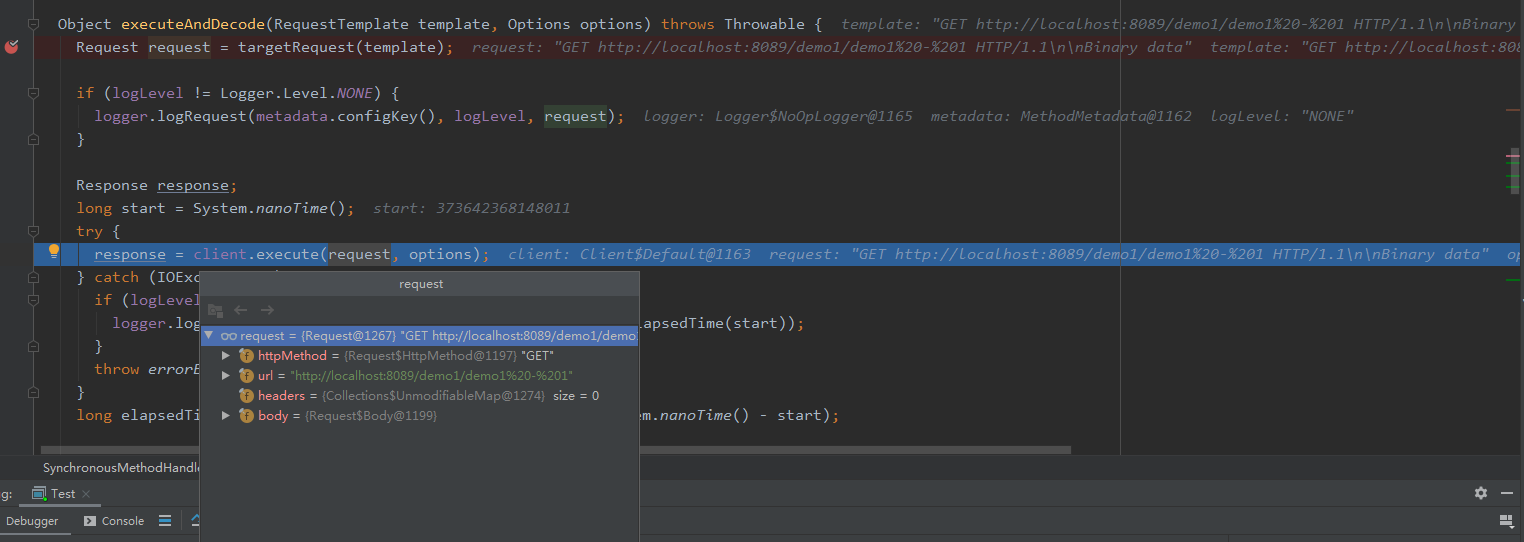 Object executeAndDecode(RequestTemplate template, Options options) throws Throwable {  template: "GET http://localhost:8089/demo1/demo1%20-%201 HTTP/1.1\n\nBinary
Request request = targetRequest(template);  request: "GET http://localhost:8089/demo1/demo1%20-%201 HTTP/1.1\n\nBinary data"  template: "GET http://localhost:808
if (logLevel != Logger.Level.NONE) {
logger.logRequest(metadata.configKey(), logLevel, request);  logger: Logger$NoOpLogger@1165  metadata: MethodMetadata@1162  logLevel: "NONE"
}
Response response;
long start = System.nanoTime();  start: 373642368148011
try {
response = client.execute(request, options);  client: Client$Default@1163  request: "GET http://localhost:8089/demo1/demo1%20-%201 HTTP/1.1\n\nBinary data"  op
} catch (IOExc
request
if (logLevel
logger.log lapsedTime(start));
request = {Request@1267} "GET http://localhost:8089/demo1/demo
}
httpMethod = {Request$HttpMethod@1197} "GET"
throw errorE
url = "http://localhost:8089/demo1/demo1%20-%201"
}
headers = {Collections$UnmodifiableMap@1274}  size = 0
long elapsedTi em.nanoTime() - start);
body = {Request$Body@1199}
SynchronousMethodHandle
g: Test
Debugger Console